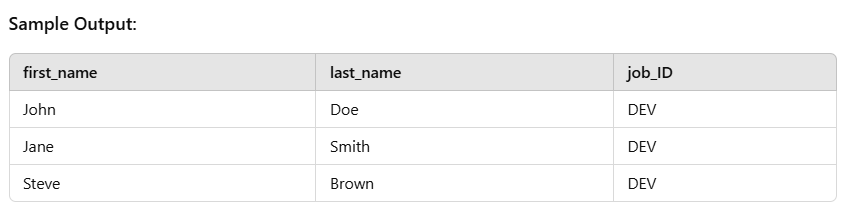 Sample Output:
first_name last_name job_ID
John Doe DEV
Jane Smith DEV
Steve Brown DEV